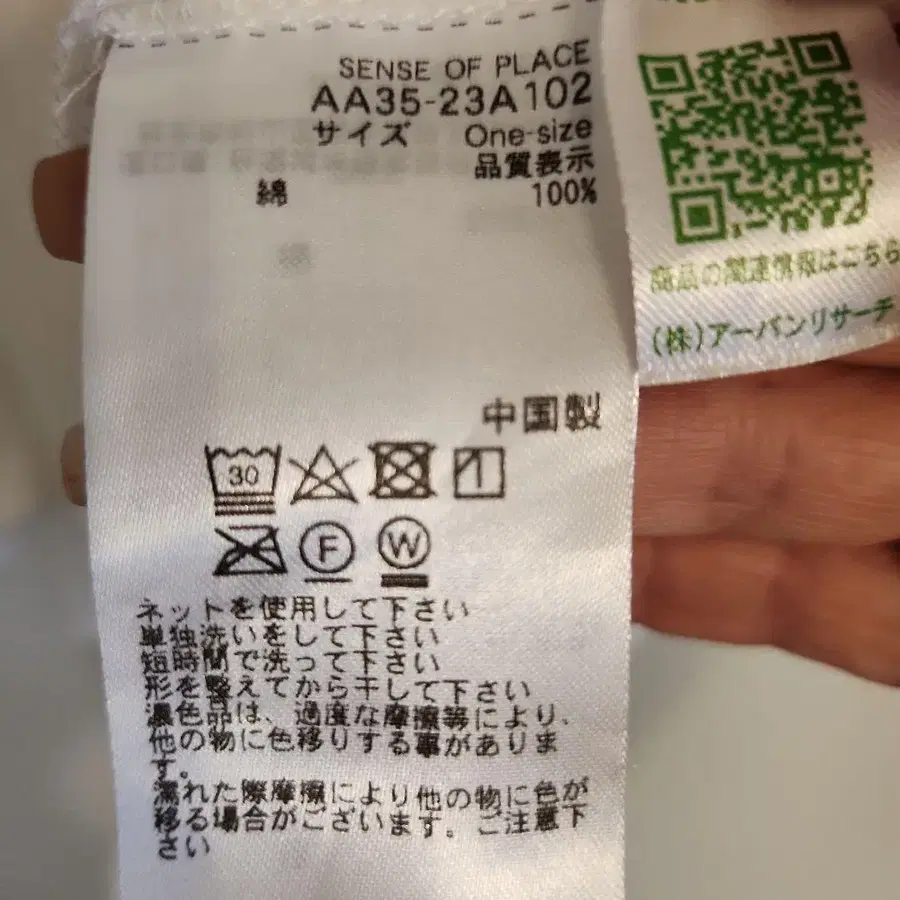 SENSE OF PLACE
AA35-23A102
サイズ One-size
品質表示
綿 100%
中国製
30
F
W
ネットを使用して下さい
単独洗いをして下さい
短時間で洗って下さい
形を整えてから干して下さい
濃色品は、過度な摩擦等により、
他の物に色移りする事がありま
す。
濡れた際摩擦により他の物に色が
移る場合がございます。ご注意下
さい
商品の関連情報はこちら
(株)アーバンリサーチ